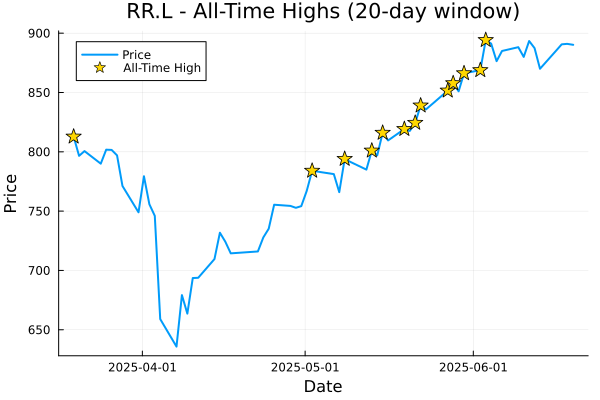 RR.L - All-Time Highs (20-day window)
Price
All-Time High
900
850
800
750
700
650
Price
2025-04-01
2025-05-01
2025-06-01
Date